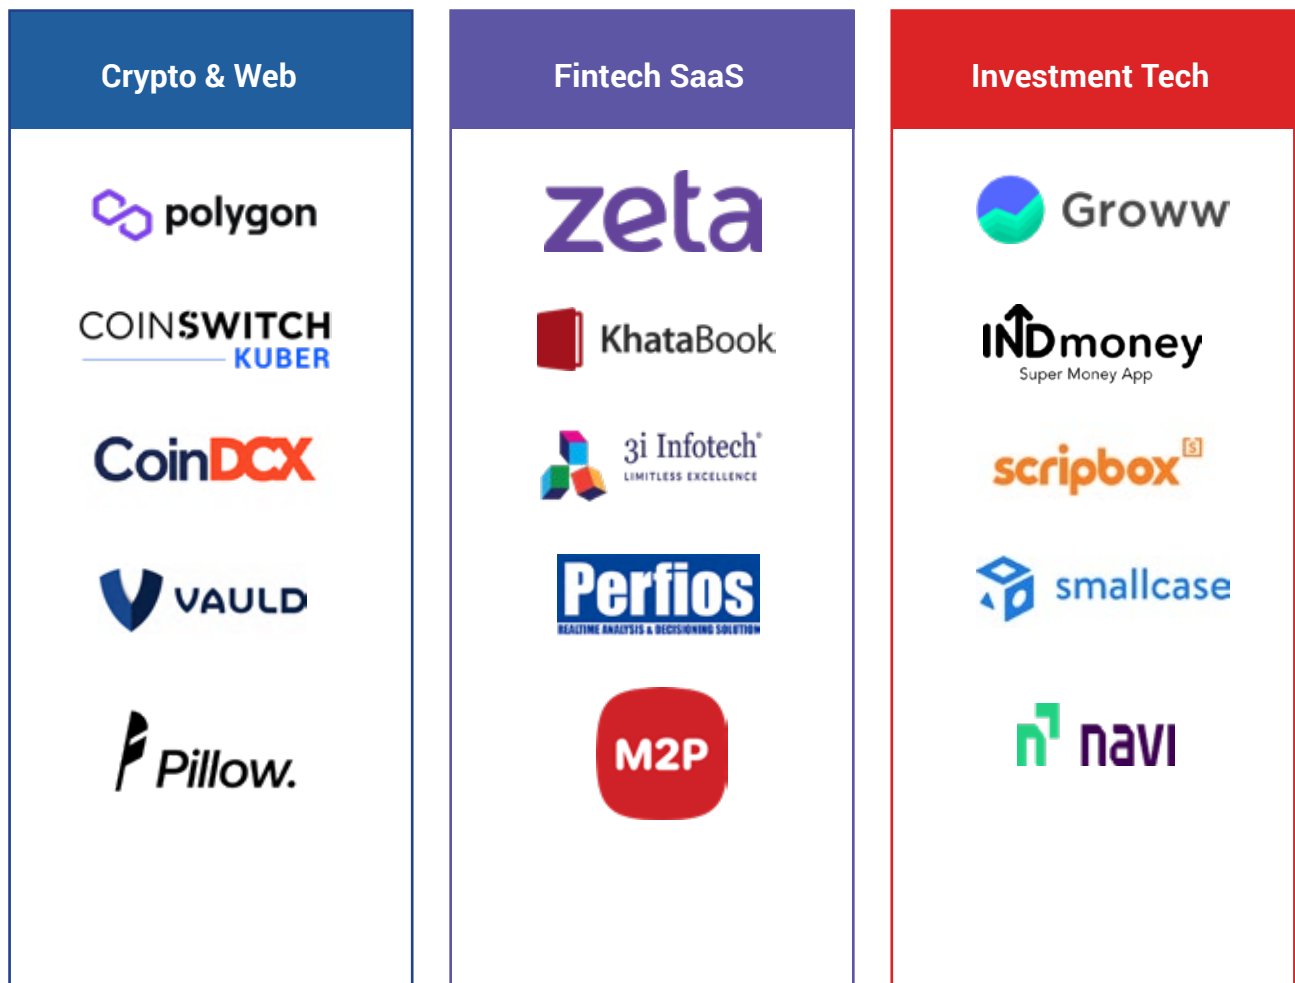 Crypto & Web
polygon
COINSWITCH
KUBER
CoinDCX
VAULD
Pillow.
Fintech SaaS
zeta
KhataBook
3i Infotech®
LIMITLESS EXCELLENCE
Perfios
REALTIME ANALYSIS & DECISIONING SOLUTION
M2P
Investment Tech
Groww
INDmoney
Super Money App
scripbox [s]
smallcase
navi